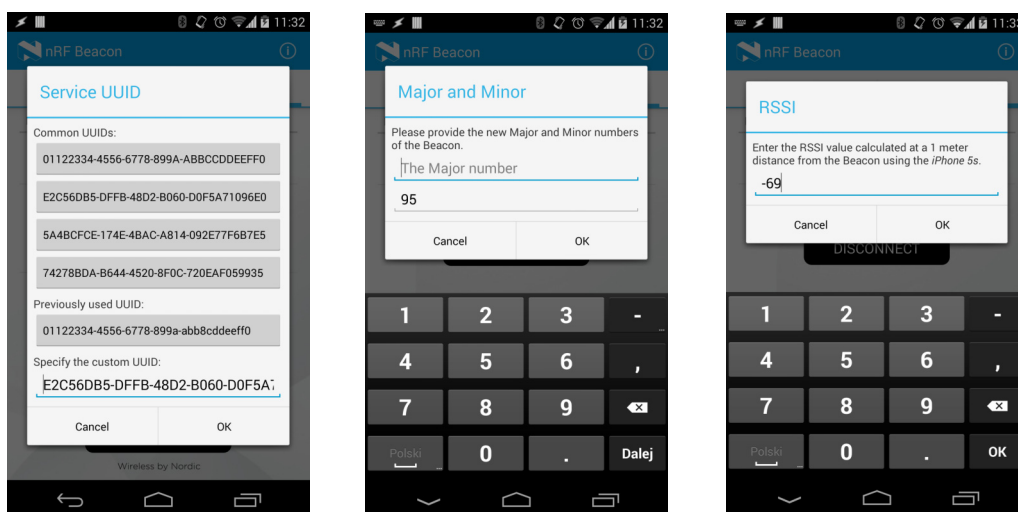 11:32
nRF Beacon
Service UUID
Common UUIDs:
01122334-4556-6778-899A-ABBCCDDEEFF0
E2C56DB5-DFFB-48D2-B060-D0F5A71096E0
5A4BCFCE-174E-4BAC-A814-092E77F6B7E5
74278BDA-B644-4520-8F0C-720EAF059935
Previously used UUID:
01122334-4556-6778-899a-abb8cddeeff0
Specify the custom UUID:
E2C56DB5-DFFB-48D2-B060-D0F5A7
Cancel OK
Wireless by Nordic
11:32
nRF Beacon
Major and Minor
Please provide the new Major and Minor numbers
of the Beacon.
The Major number
95
Cancel OK
1 2 3 -
4 5 6 ,
7 8 9
Polski 0 . Dalej
11:32
nRF Beacon
RSSI
Enter the RSSI value calculated at a 1 meter
distance from the Beacon using the iPhone 5s.
-69
Cancel OK
DISCONNECT
1 2 3 -
4 5 6 ,
7 8 9
Polski 0 . OK